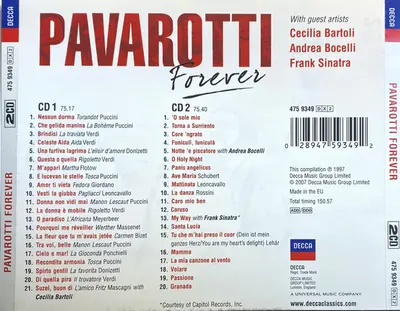 DECCA
475 9349 DX2
2CD
PAVAROTTI FOREVER
PAVAROTTI
Forever
With guest artists
Cecilia Bartoli
Andrea Bocelli
Frank Sinatra
CD 1 75.17
1. Nessun dorma Turandot Puccini
2. Che gelida manina La Bohème Puccini
3. Brindisi La traviata Verdi
4. Celeste Aida Aida Verdi
5. Una furtiva lagrima L'elisir d'amore Donizetti
6. Questa o quella Rigoletto Verdi
7. M'appari Martha Flotow
8. E lucevan le stelle Tosca Puccini
9. Amor ti vieta Fedora Giordano
10. Vesti la giubba Pagliacci Leoncavallo
11. Donna non vidi mai Manon Lescaut Puccini
12. La donna è mobile Rigoletto Verdi
13. O paradiso L'Africana Meyerbeer
14. Pourquoi me réveiller Werther Massenet
15. La fleur que tu m'avais jetée Carmen Bizet
16. Tra voi, belle Manon Lescaut Puccini
17. Cielo e mar! La Gioconda Ponchielli
18. Recondita armonia Tosca Puccini
19. Spirto gentil La favorita Donizetti
20. Di quella pira Il trovatore Verdi
21. Suzel, buon dì L'amico Fritz Mascagni with
Cecilia Bartoli
CD 2 75.40
1. 'O sole mio
2. Torna a Surriento
3. Core 'ngrato
4. Funiculì, funiculà
5. Notte 'e piscatore with Andrea Bocelli
6. O Holy Night
7. Panis angelicus
8. Ave Maria Schubert
9. Mattinata Leoncavallo
10. La danza Rossini
11. Caro mio ben
12. Caruso
13. My Way with Frank Sinatra*
14. Santa Lucia
15. Tu che m'hai preso il cuor (Dein ist mein
ganzes Herz/You are my heart's delight) Lehár
16. Mamma
17. La mia canzone al vento
18. Volare
19. Passione
20. Granada
*Courtesy of Capitol Records, Inc.
475 9349 DX2
0 28947 59349 2
This compilation ℗ 1997
Decca Music Group Limited
© 2007 Decca Music Group Limited
Made in the EU
Total timing 150.57
ADD/DDD
DECCA
A UNIVERSAL MUSIC COMPANY
www.deccaclassics.com
DECCA
475 9349 DX2
2CD
PAVAROTTI FOREVER